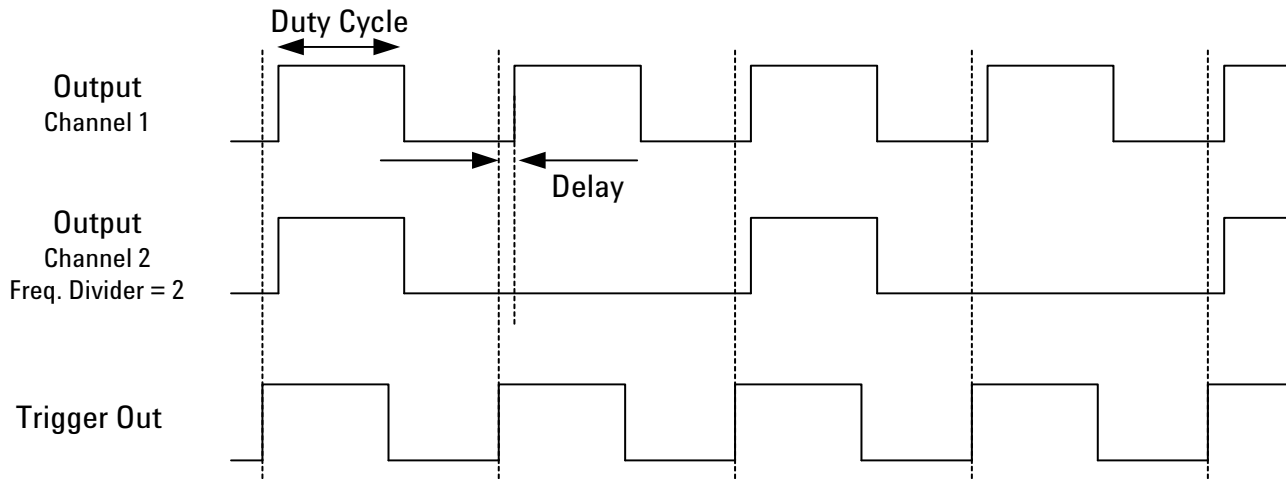 Duty Cycle
Output
Channel 1
Delay
Output
Channel 2
Freq. Divider = 2
Trigger Out